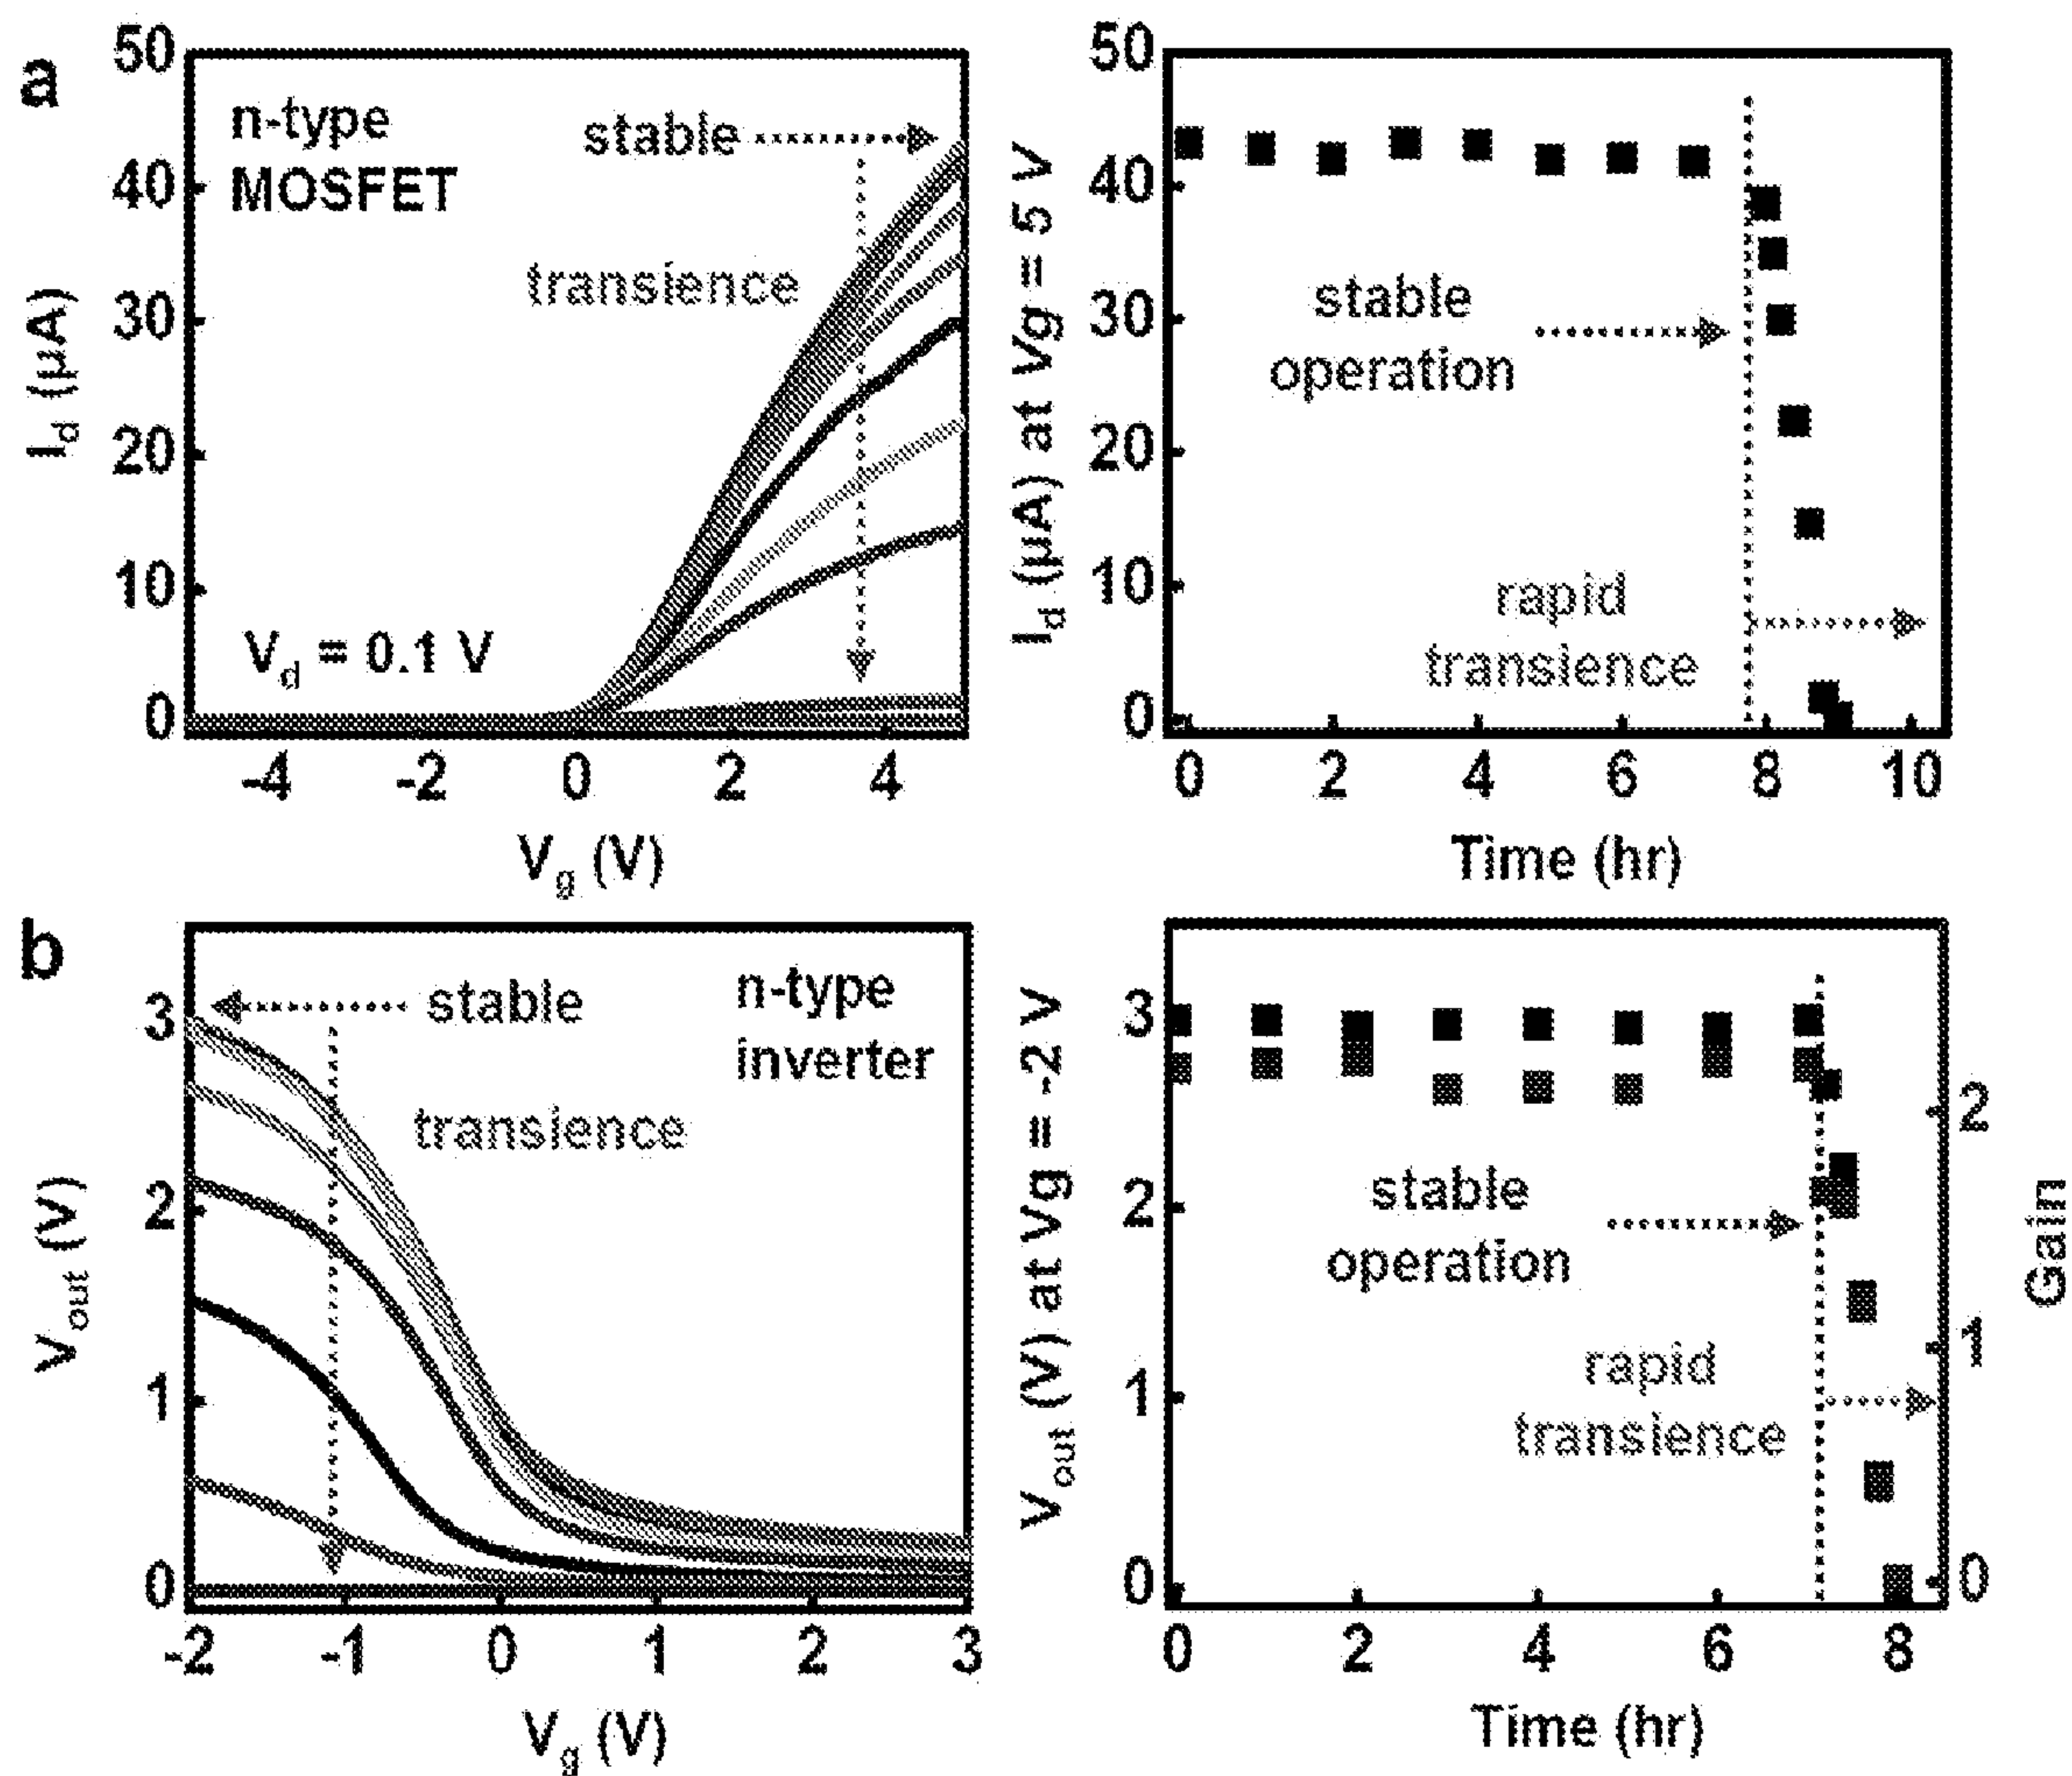 a
50
40
30
20
10
0
I_d (µA)
n-type
MOSFET
stable
transience
V_d = 0.1 V
-4 -2 0 2 4
V_g (V)
50
40
30
20
10
0
I_d (µA) at Vg = 5 V
stable
operation
rapid
transience
0 2 4 6 8 10
Time (hr)
b
3
2
1
0
V_out (V)
stable
n-type
inverter
transience
-2 -1 0 1 2 3
V_g (V)
3
2
1
0
V_out (V) at Vg = -2 V
stable
operation
rapid
transience
2
1
0
Gain
0 2 4 6 8
Time (hr)